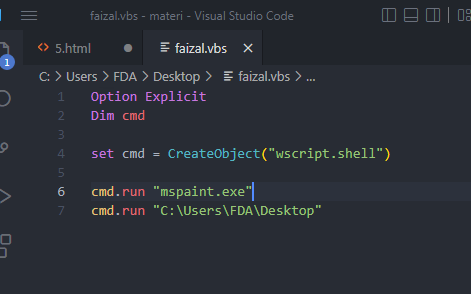 faizal.vbs - materi - Visual Studio Code
<> 5.html
faizal.vbs
C: > Users > FDA > Desktop > faizal.vbs > ...
1
1 Option Explicit
2 Dim cmd
3
4 set cmd = CreateObject("wscript.shell")
5
6 cmd.run "mspaint.exe"
7 cmd.run "C:\Users\FDA\Desktop"